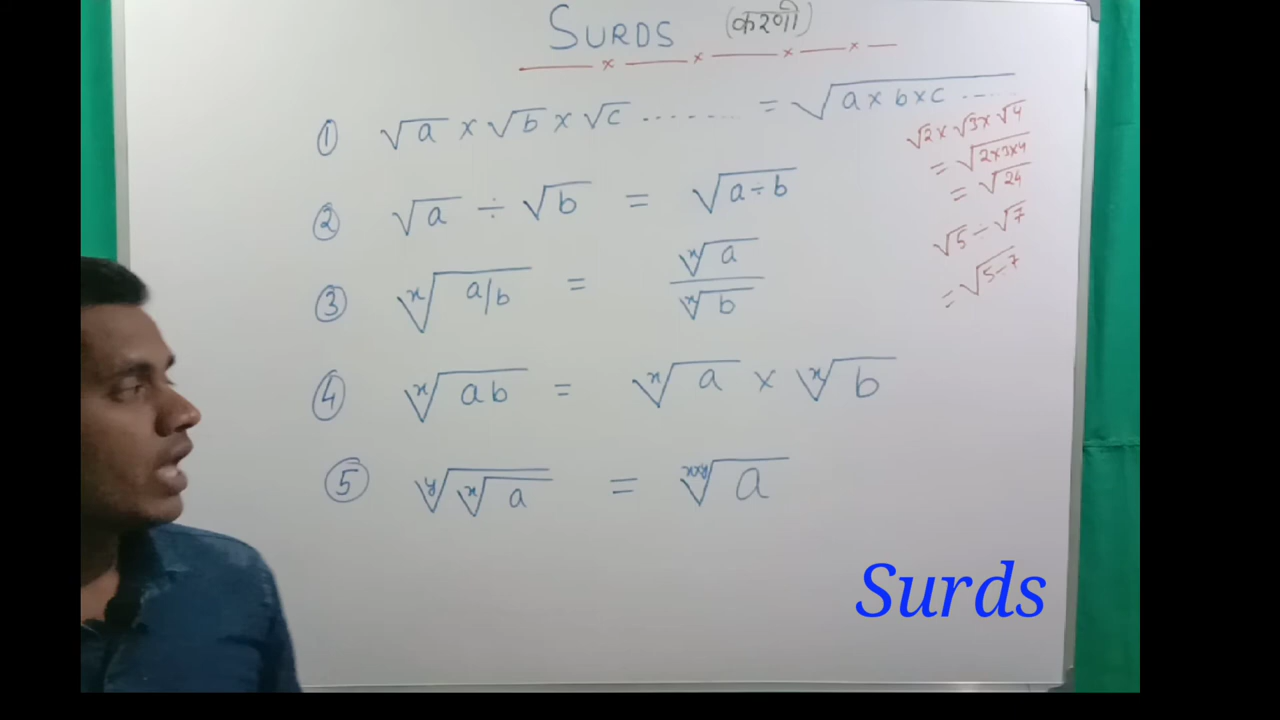 SURDS (करणी)
① √a × √b × √c ........ = √(a×b×c ....)
√2 × √3 × √4
= √(2×3×4)
= √24
② √a ÷ √b = √(a÷b)
√5 − √7
= √(5−7)
③ ˣ√(a/b) = ˣ√a / ˣ√b
④ ˣ√(ab) = ˣ√a × ˣ√b
⑤ ʸ√(ˣ√a) = ˣˣʸ√a
Surds